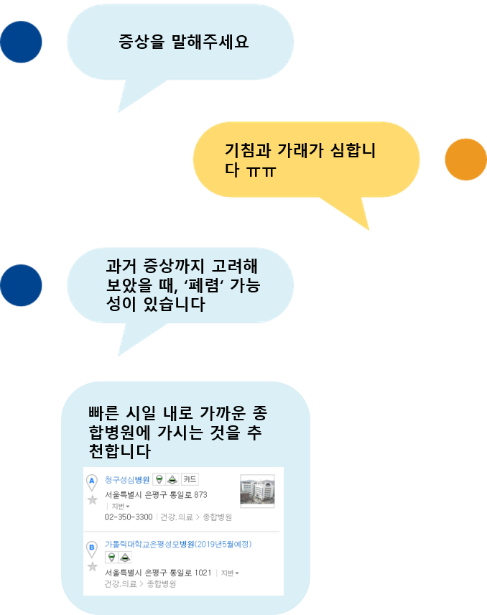 증상을 말해주세요
기침과 가래가 심합니
다 ㅠㅠ
과거 증상까지 고려해
보았을 때, ‘폐렴’ 가능
성이 있습니다
빠른 시일 내로 가까운 종
합병원에 가시는 것을 추
천합니다
A 청구성심병원 카드
서울특별시 은평구 통일로 873
| 지번
02-350-3300 | 건강,의료 > 종합병원
B 가톨릭대학교은평성모병원(2019년5월예정)
서울특별시 은평구 통일로 1021 | 지번
건강,의료 > 종합병원